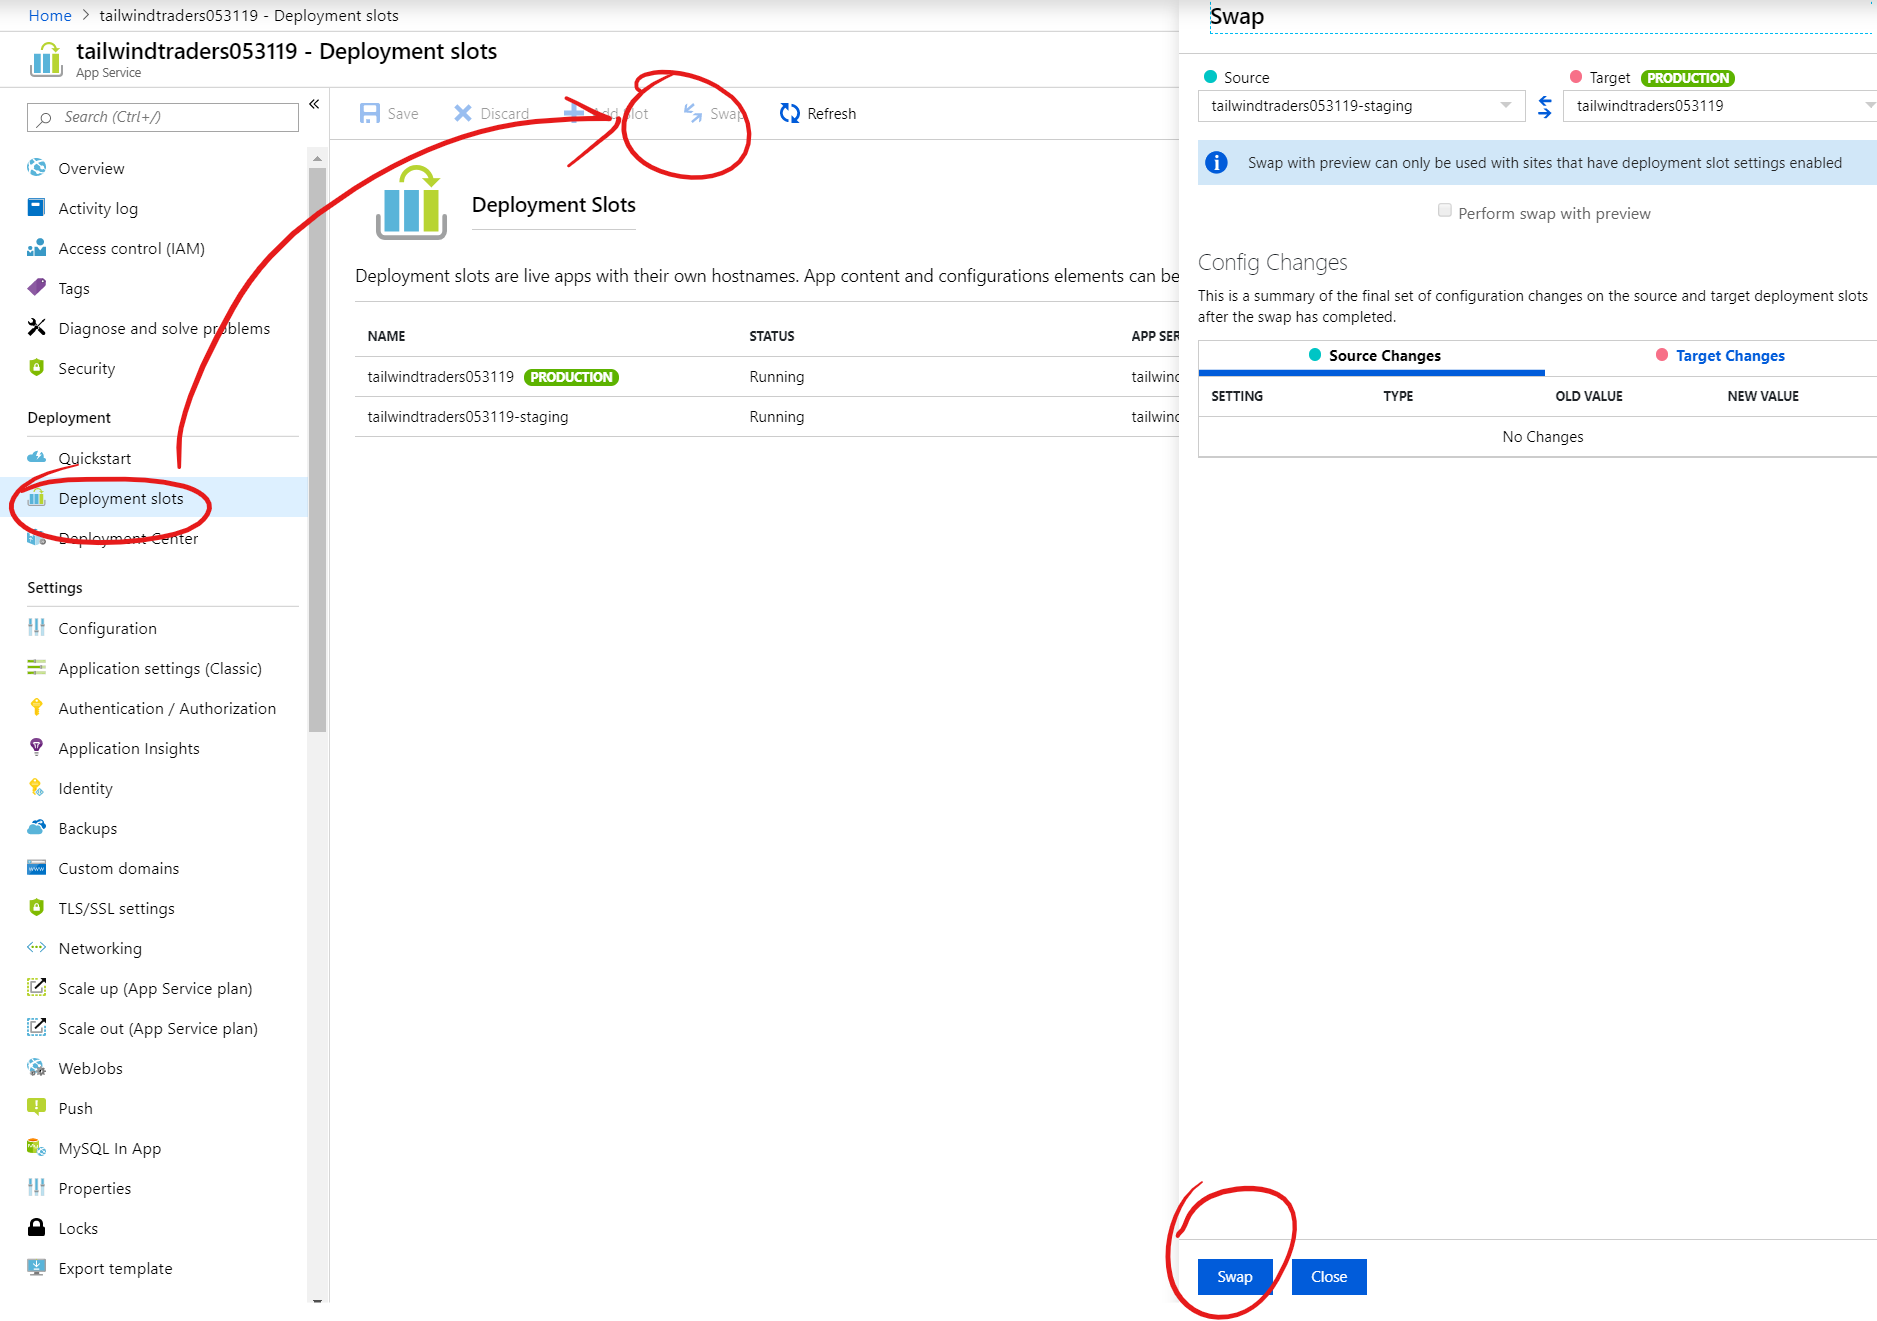 Home > tailwindtraders053119 - Deployment slots
tailwindtraders053119 - Deployment slots
App Service
Search (Ctrl+/)
«
Overview
Activity log
Access control (IAM)
Tags
Diagnose and solve problems
Security
Deployment
Quickstart
Deployment slots
Deployment Center
Settings
Configuration
Application settings (Classic)
Authentication / Authorization
Application Insights
Identity
Backups
Custom domains
TLS/SSL settings
Networking
Scale up (App Service plan)
Scale out (App Service plan)
WebJobs
Push
MySQL In App
Properties
Locks
Export template
Save Discard Add Slot Swap Refresh
Deployment Slots
Deployment slots are live apps with their own hostnames. App content and configurations elements can be
NAME STATUS APP SER
tailwindtraders053119 PRODUCTION Running tailwind
tailwindtraders053119-staging Running tailwind
Swap
Source Target PRODUCTION
tailwindtraders053119-staging tailwindtraders053119
Swap with preview can only be used with sites that have deployment slot settings enabled
Perform swap with preview
Config Changes
This is a summary of the final set of configuration changes on the source and target deployment slots
after the swap has completed.
Source Changes Target Changes
SETTING TYPE OLD VALUE NEW VALUE
No Changes
Swap Close